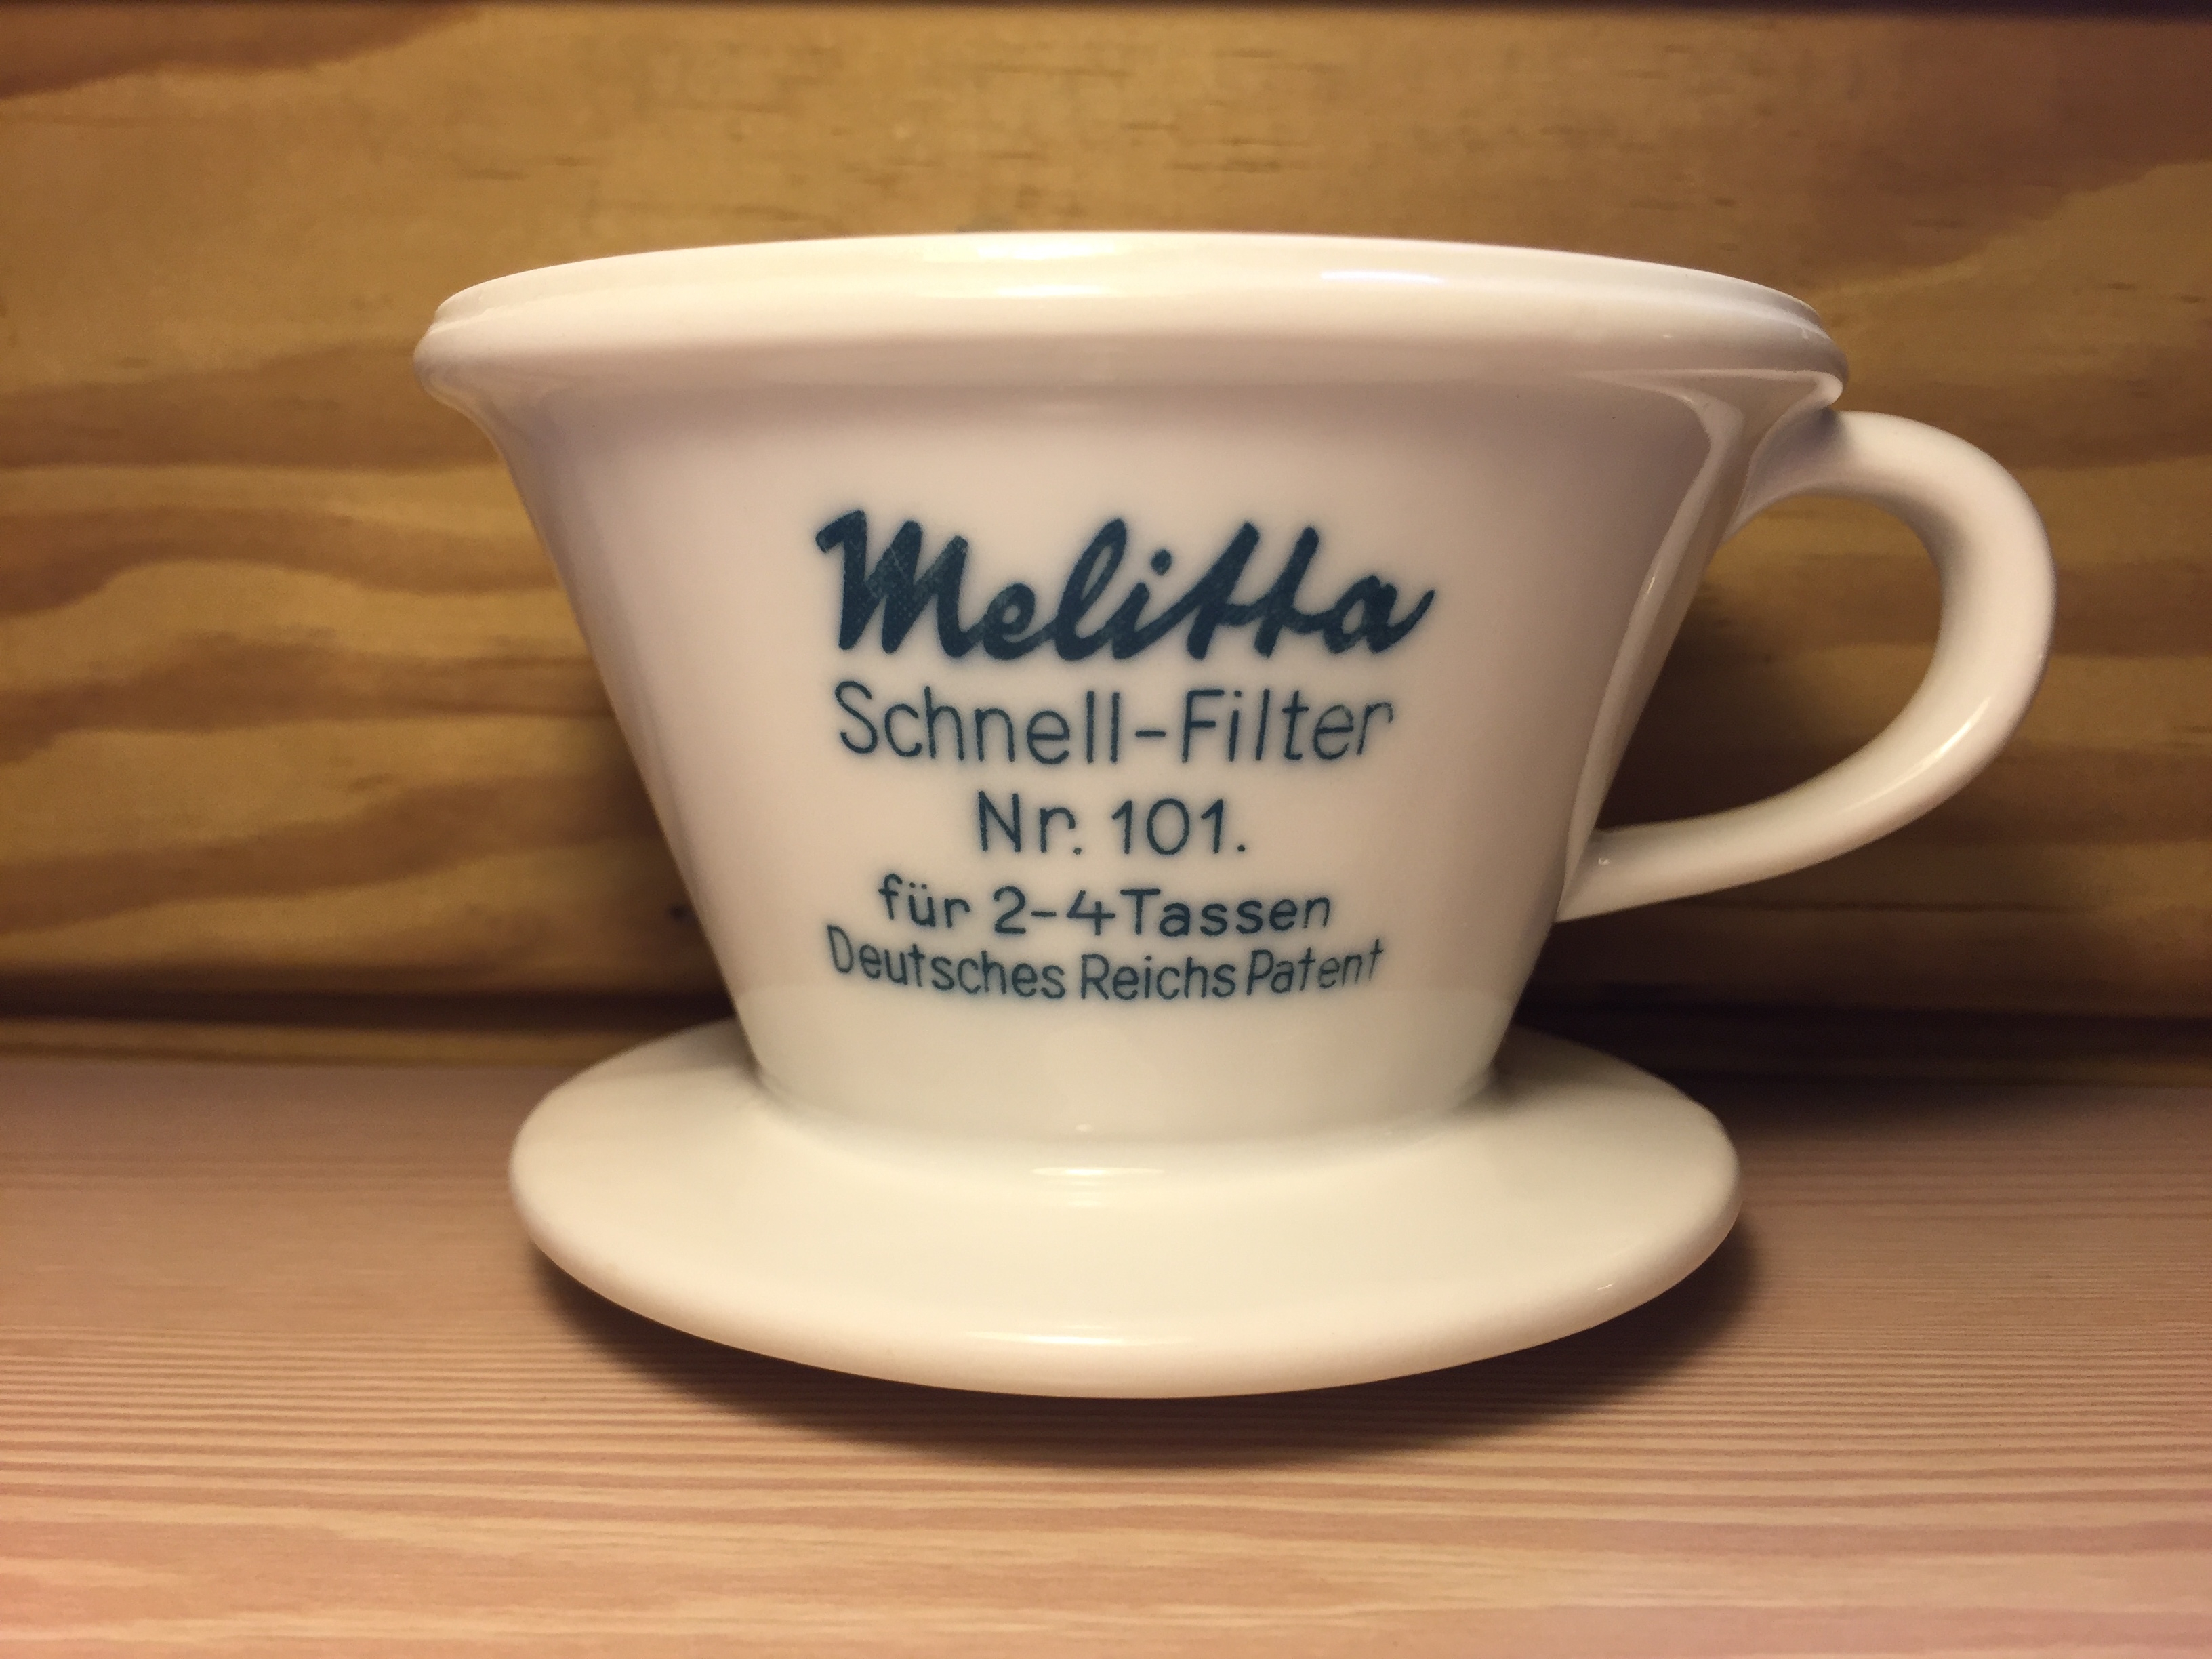 Melitta
Schnell-Filter
Nr. 101.
für 2-4 Tassen
Deutsches Reichs Patent